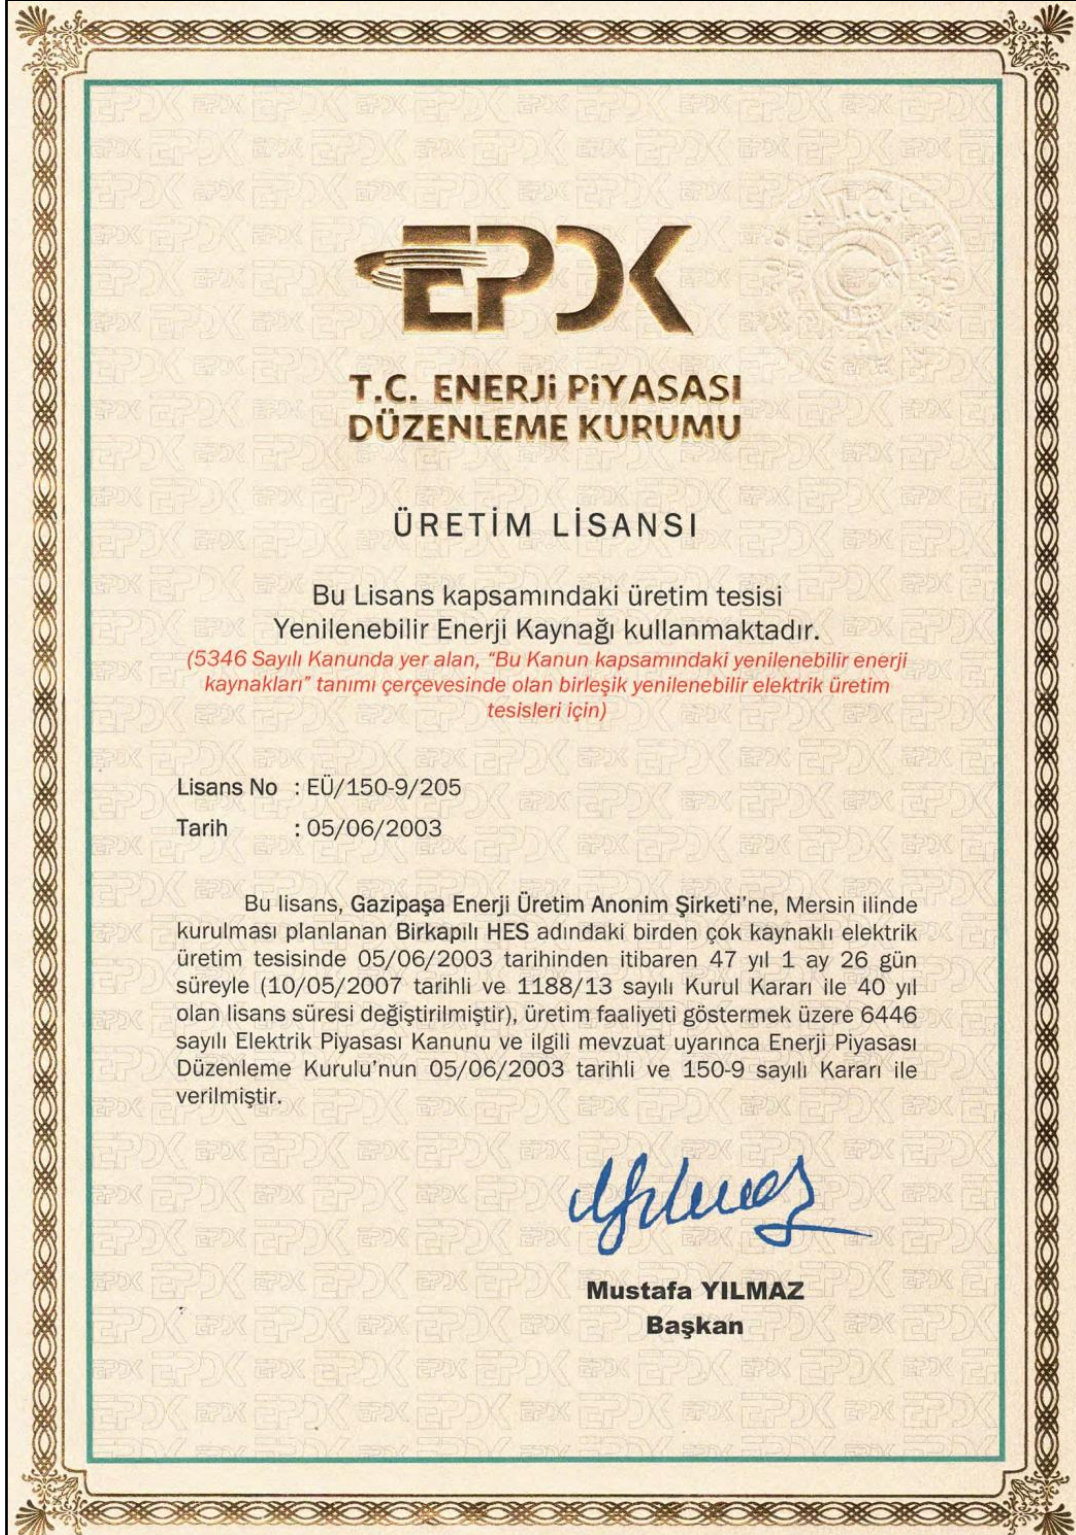 EPDK
T.C. ENERJİ PİYASASI
DÜZENLEME KURUMU
ÜRETİM LİSANSI
Bu Lisans kapsamındaki üretim tesisi
Yenilenebilir Enerji Kaynağı kullanmaktadır.
(5346 Sayılı Kanunda yer alan, “Bu Kanun kapsamındaki yenilenebilir enerji
kaynakları” tanımı çerçevesinde olan birleşik yenilenebilir elektrik üretim
tesisleri için)
Lisans No : EÜ/150-9/205
Tarih : 05/06/2003
Bu lisans, Gazipaşa Enerji Üretim Anonim Şirketi’ne, Mersin ilinde
kurulması planlanan Birkapılı HES adındaki birden çok kaynaklı elektrik
üretim tesisinde 05/06/2003 tarihinden itibaren 47 yıl 1 ay 26 gün
süreyle (10/05/2007 tarihli ve 1188/13 sayılı Kurul Kararı ile 40 yıl
olan lisans süresi değiştirilmiştir), üretim faaliyeti göstermek üzere 6446
sayılı Elektrik Piyasası Kanunu ve ilgili mevzuat uyarınca Enerji Piyasası
Düzenleme Kurulu’nun 05/06/2003 tarihli ve 150-9 sayılı Kararı ile
verilmiştir.
Mustafa YILMAZ
Başkan